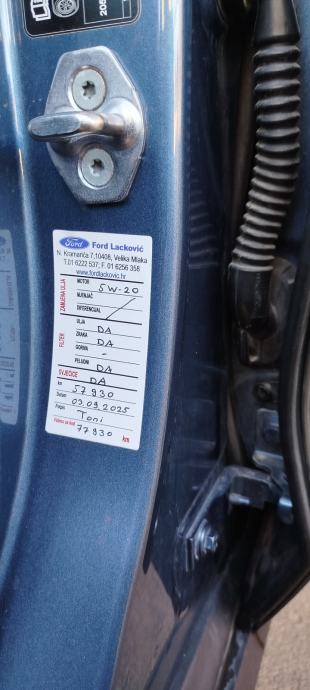 205
Ford Ford Lacković
N. Kramarića 7,10408, Velika Mlaka
T.01 6222 537; F. 01 6256 358
www.fordlackovic.hr
ZAMJENA ULJA
MOTOR 5W-20
MJENJAČ
DIFERENCIJAL /
FILTER
ULJA DA
ZRAKA DA
GORIVA -
PELUDNI DA
SVJEĆICE DA
km 57930
Datum 03.09.2025
Potpis Toni
77930 km